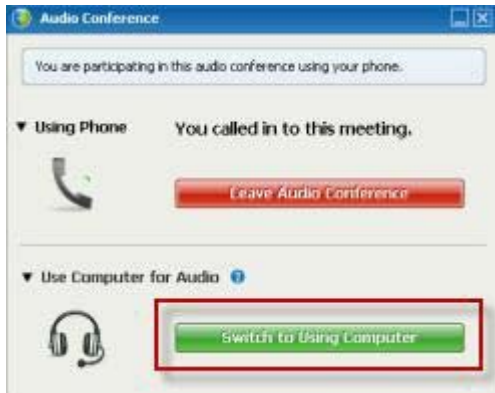 Audio Conference
You are participating in this audio conference using your phone.
Using Phone
You called in to this meeting.
Leave Audio Conference
Use Computer for Audio ?
Switch to Using Computer